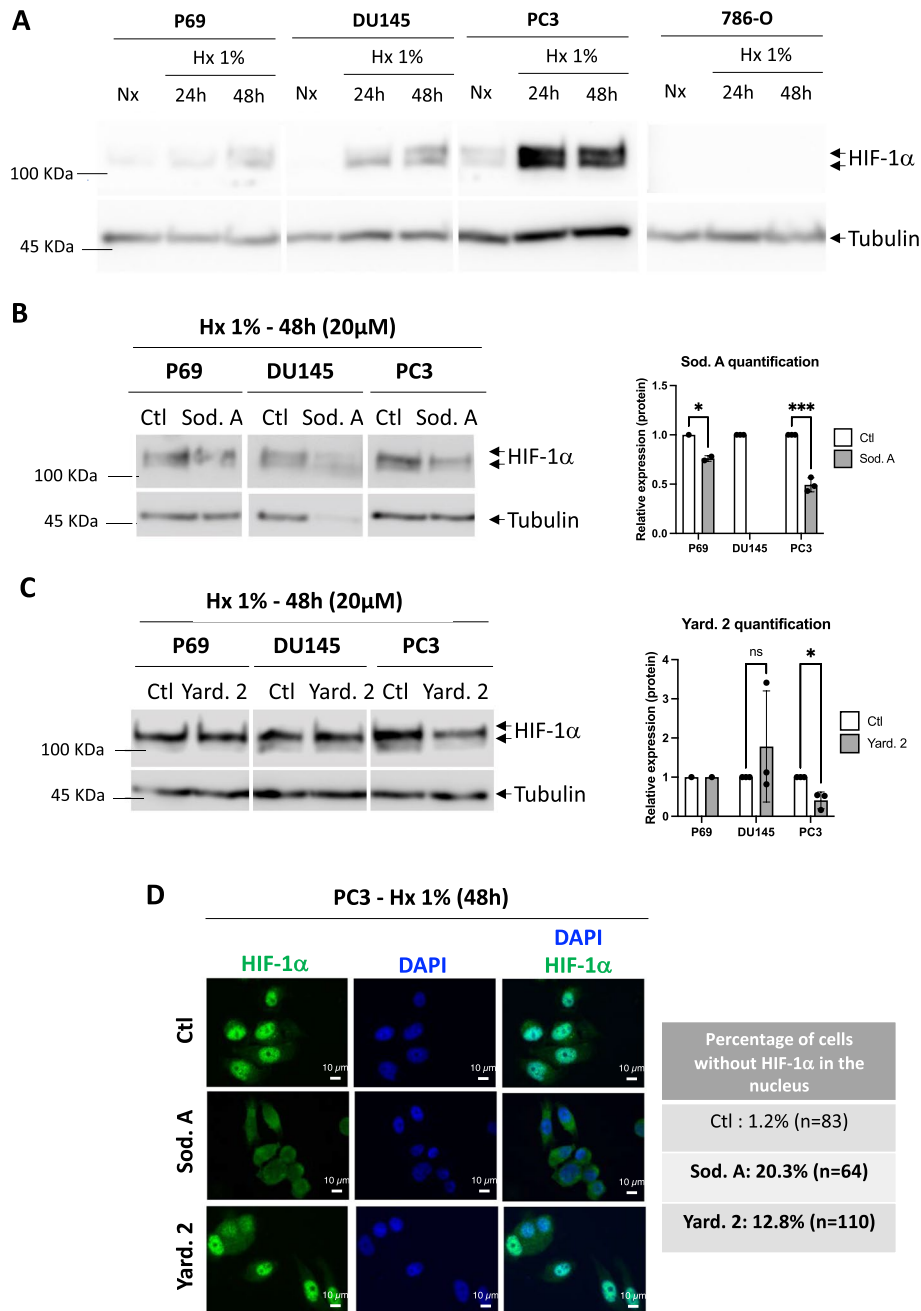 A
P69 DU145 PC3 786-O
Hx 1% Hx 1% Hx 1% Hx 1%
Nx 24h 48h Nx 24h 48h Nx 24h 48h Nx 24h 48h
HIF-1α
100 KDa
Tubulin
45 KDa
B
Hx 1% - 48h (20µM)
P69 DU145 PC3
Ctl Sod. A Ctl Sod. A Ctl Sod. A
HIF-1α
100 KDa
45 KDa
Tubulin
Sod. A quantification
Relative expression (protein)
1.5
1.0
0.5
0.0
* ***
P69 DU145 PC3
Ctl
Sod. A
C
Hx 1% - 48h (20µM)
P69 DU145 PC3
Ctl Yard. 2 Ctl Yard. 2 Ctl Yard. 2
HIF-1α
100 KDa
45 KDa
Tubulin
Yard. 2 quantification
Relative expression (protein)
4
3
2
1
0
ns *
P69 DU145 PC3
Ctl
Yard. 2
D
PC3 - Hx 1% (48h)
DAPI
HIF-1α DAPI HIF-1α
Ctl
10 µm 10 µm 10 µm
Sod. A
10 µm 10 µm 10 µm
Yard. 2
10 µm 10 µm 10 µm
Percentage of cells
without HIF-1α in the
nucleus
Ctl : 1.2% (n=83)
Sod. A: 20.3% (n=64)
Yard. 2: 12.8% (n=110)